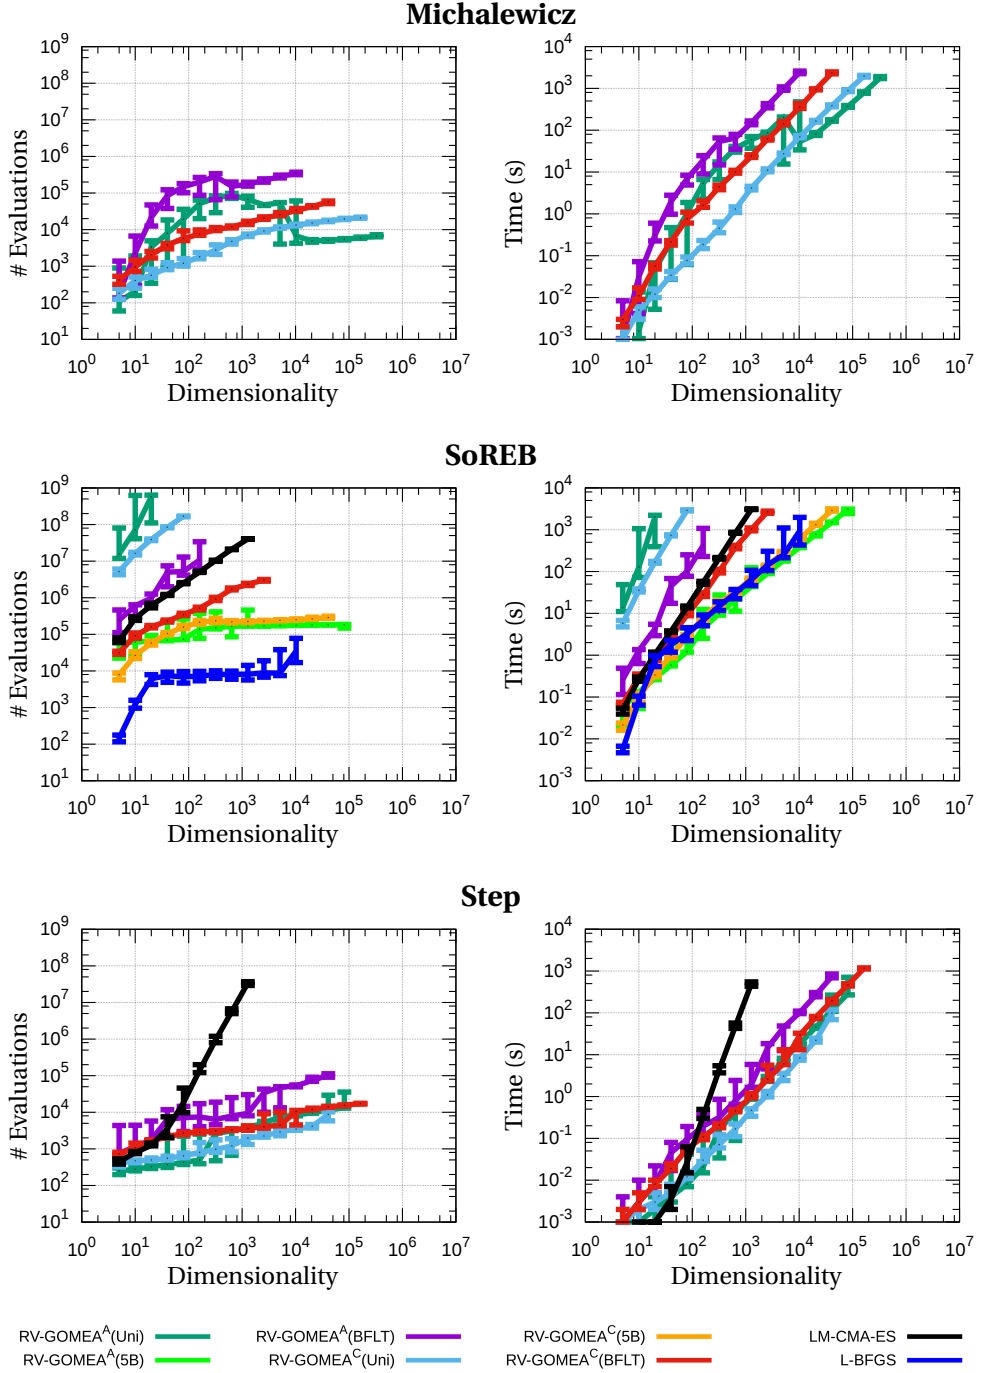 Michalewicz
# Evaluations
10^9
10^8
10^7
10^6
10^5
10^4
10^3
10^2
10^1
10^0 10^1 10^2 10^3 10^4 10^5 10^6 10^7
Dimensionality
Time (s)
10^4
10^3
10^2
10^1
10^0
10^-1
10^-2
10^-3
10^0 10^1 10^2 10^3 10^4 10^5 10^6 10^7
Dimensionality
SoREB
# Evaluations
10^9
10^8
10^7
10^6
10^5
10^4
10^3
10^2
10^1
10^0 10^1 10^2 10^3 10^4 10^5 10^6 10^7
Dimensionality
Time (s)
10^4
10^3
10^2
10^1
10^0
10^-1
10^-2
10^-3
10^0 10^1 10^2 10^3 10^4 10^5 10^6 10^7
Dimensionality
Step
# Evaluations
10^9
10^8
10^7
10^6
10^5
10^4
10^3
10^2
10^1
10^0 10^1 10^2 10^3 10^4 10^5 10^6 10^7
Dimensionality
Time (s)
10^4
10^3
10^2
10^1
10^0
10^-1
10^-2
10^-3
10^0 10^1 10^2 10^3 10^4 10^5 10^6 10^7
Dimensionality
RV-GOMEA^A(Uni) RV-GOMEA^A(BFLT) RV-GOMEA^C(5B) LM-CMA-ES
RV-GOMEA^A(5B) RV-GOMEA^C(Uni) RV-GOMEA^C(BFLT) L-BFGS